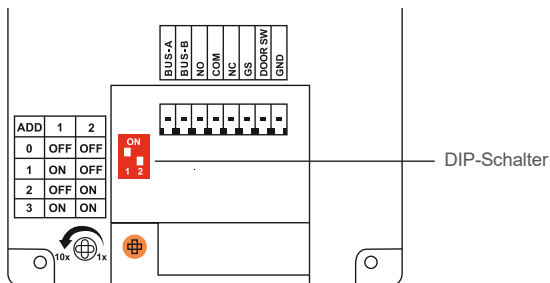 BUS-A
BUS-B
NO
COM
NC
GS
DOOR SW
GND
ADD 1 2
0 OFF OFF
1 ON OFF
2 OFF ON
3 ON ON
ON
1 2
DIP-Schalter
10x 1x